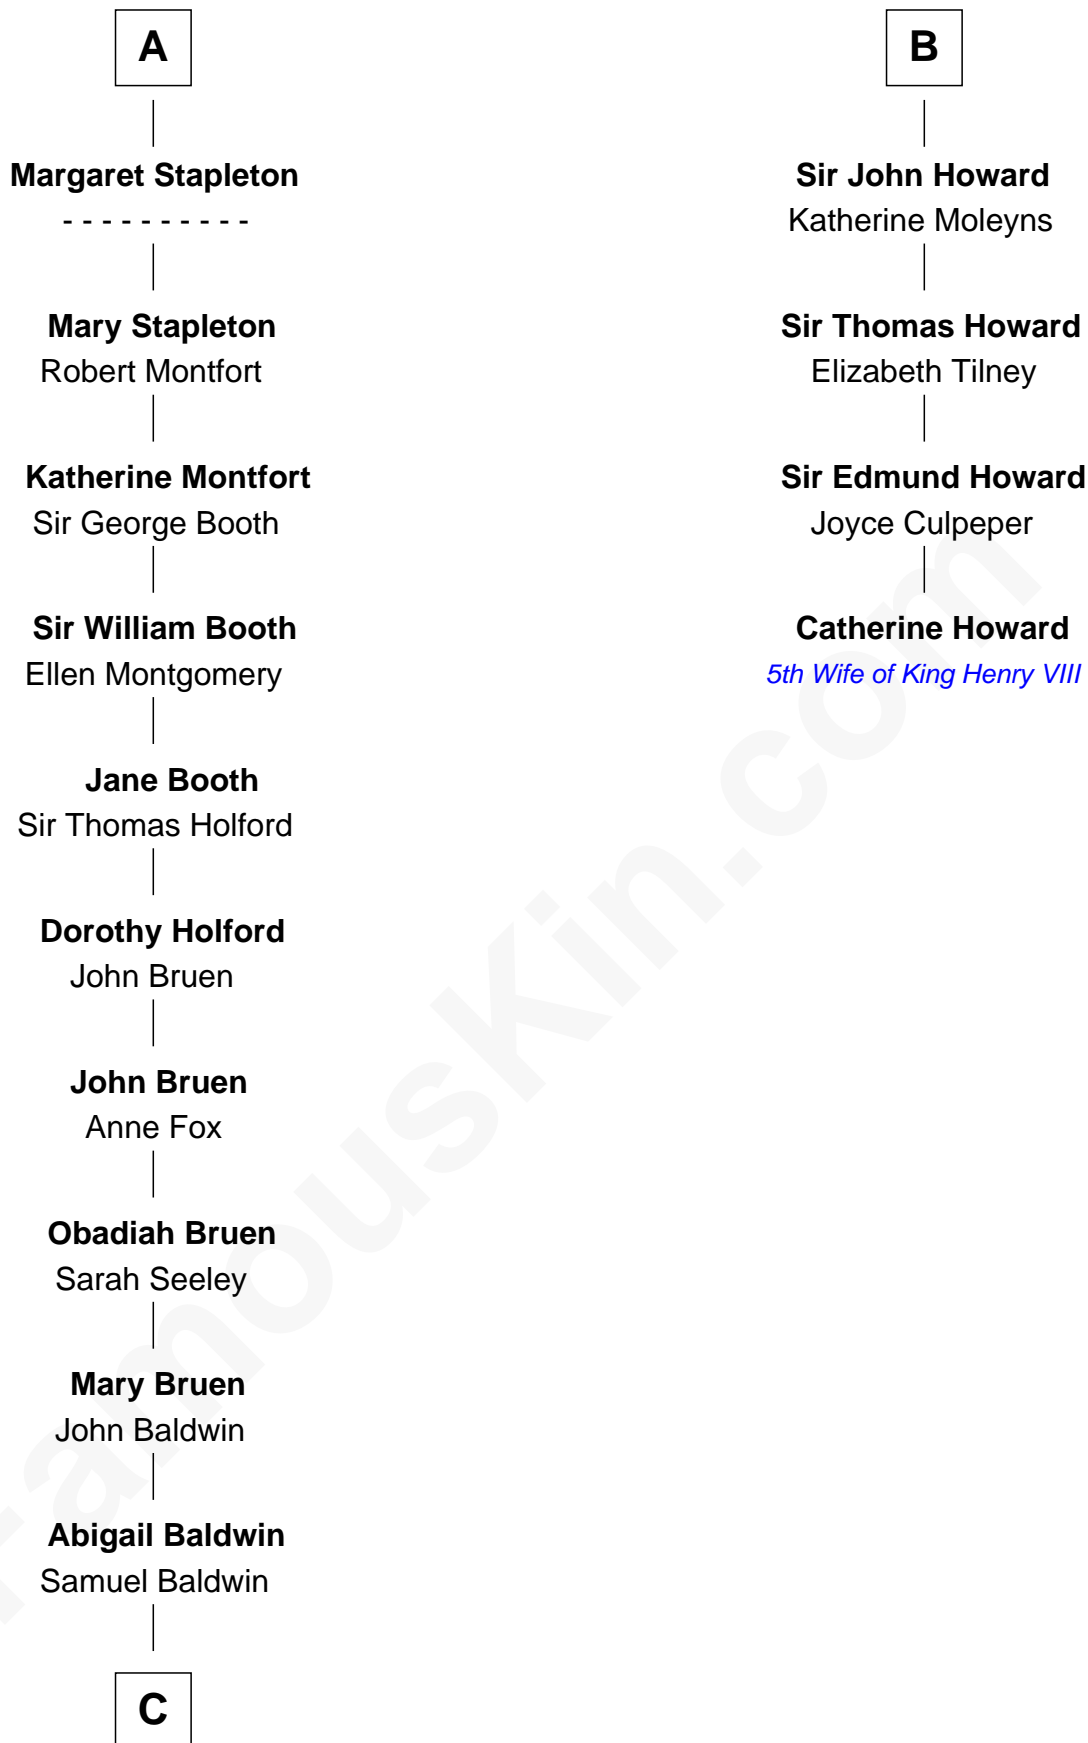 A
Margaret Stapleton
- - - - - - - - - -
Mary Stapleton
Robert Montfort
Katherine Montfort
Sir George Booth
Sir William Booth
Ellen Montgomery
Jane Booth
Sir Thomas Holford
Dorothy Holford
John Bruen
John Bruen
Anne Fox
Obadiah Bruen
Sarah Seeley
Mary Bruen
John Baldwin
Abigail Baldwin
Samuel Baldwin
C
B
Sir John Howard
Katherine Moleyns
Sir Thomas Howard
Elizabeth Tilney
Sir Edmund Howard
Joyce Culpeper
Catherine Howard
5th Wife of King Henry VIII
FamousKin.com